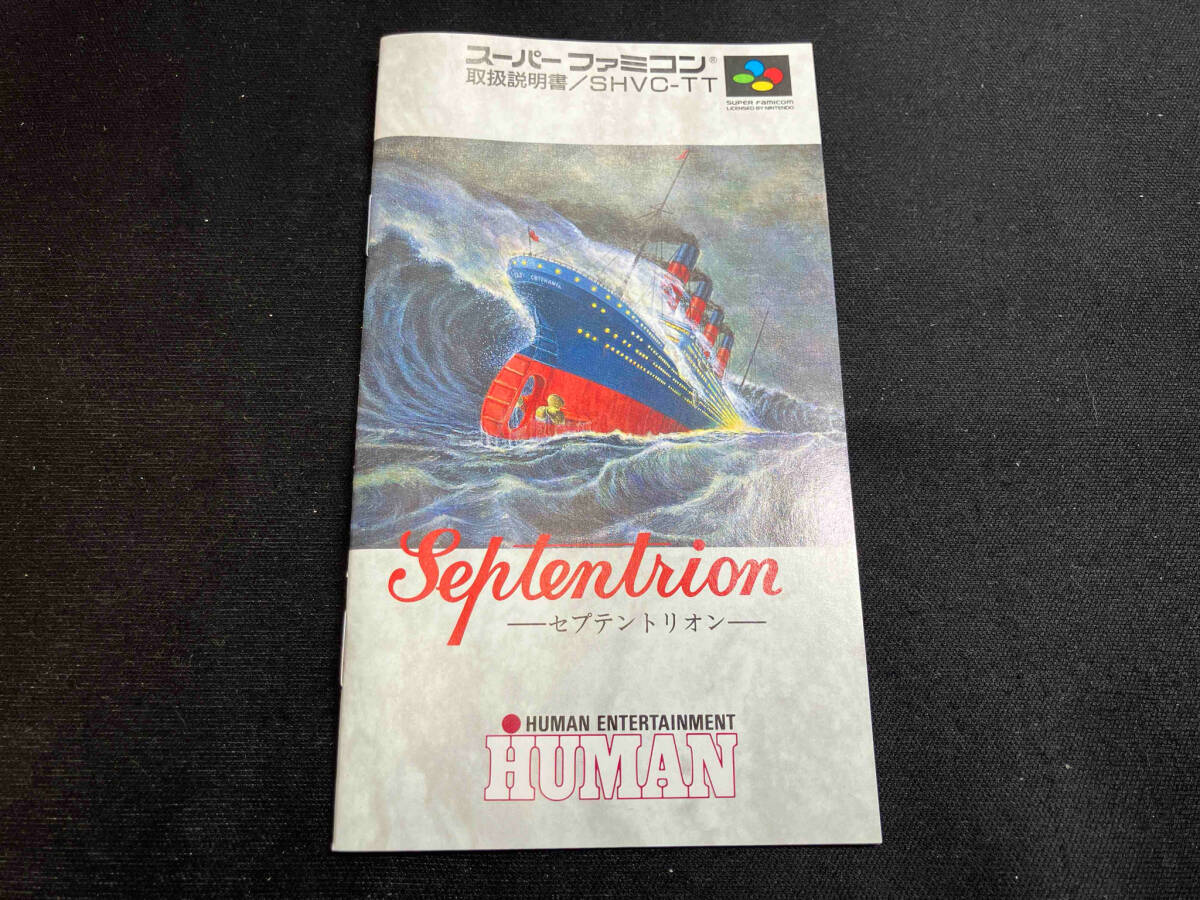 スーパーファミコン®
取扱説明書/SHVC-TT
SUPER FAMICOM
LICENSED BY NINTENDO
Septentrion
―セプテントリオン―
HUMAN ENTERTAINMENT
HUMAN